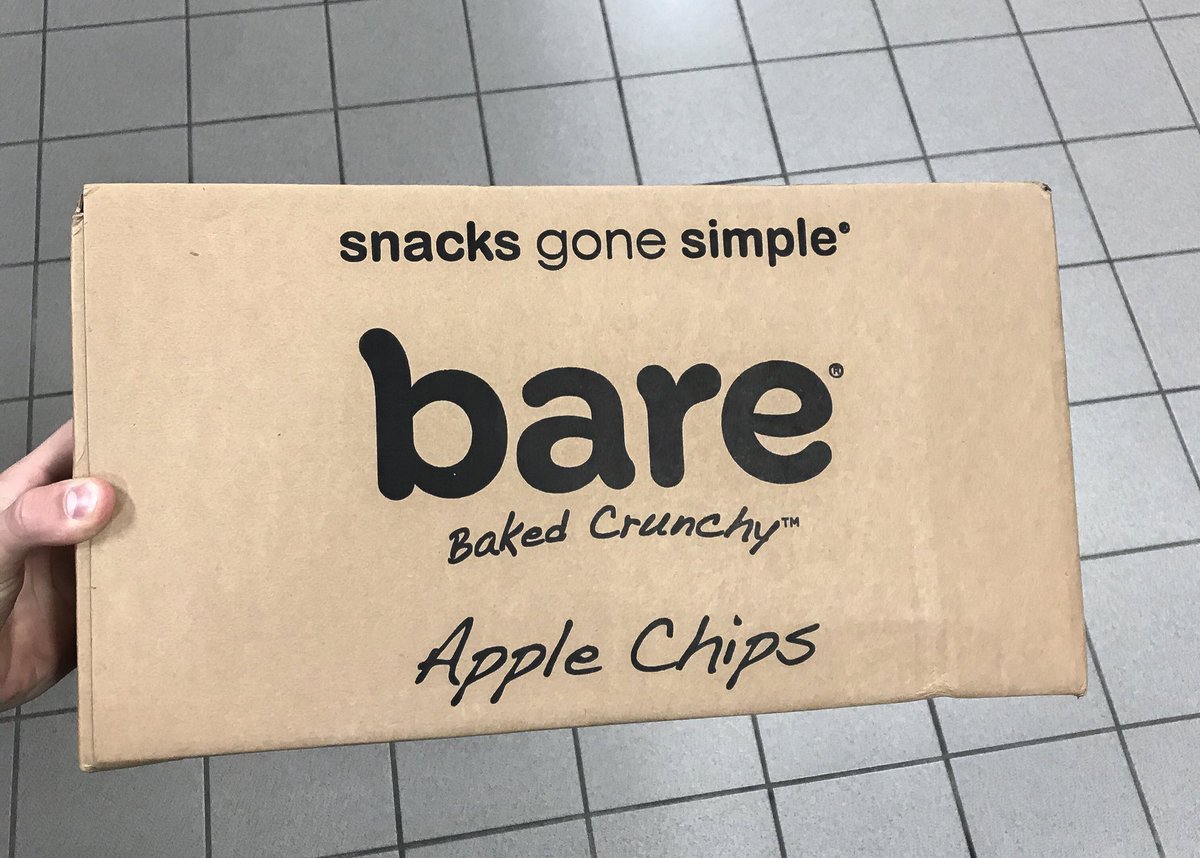 snacks gone simple®
bare®
Baked Crunchy™
Apple Chips